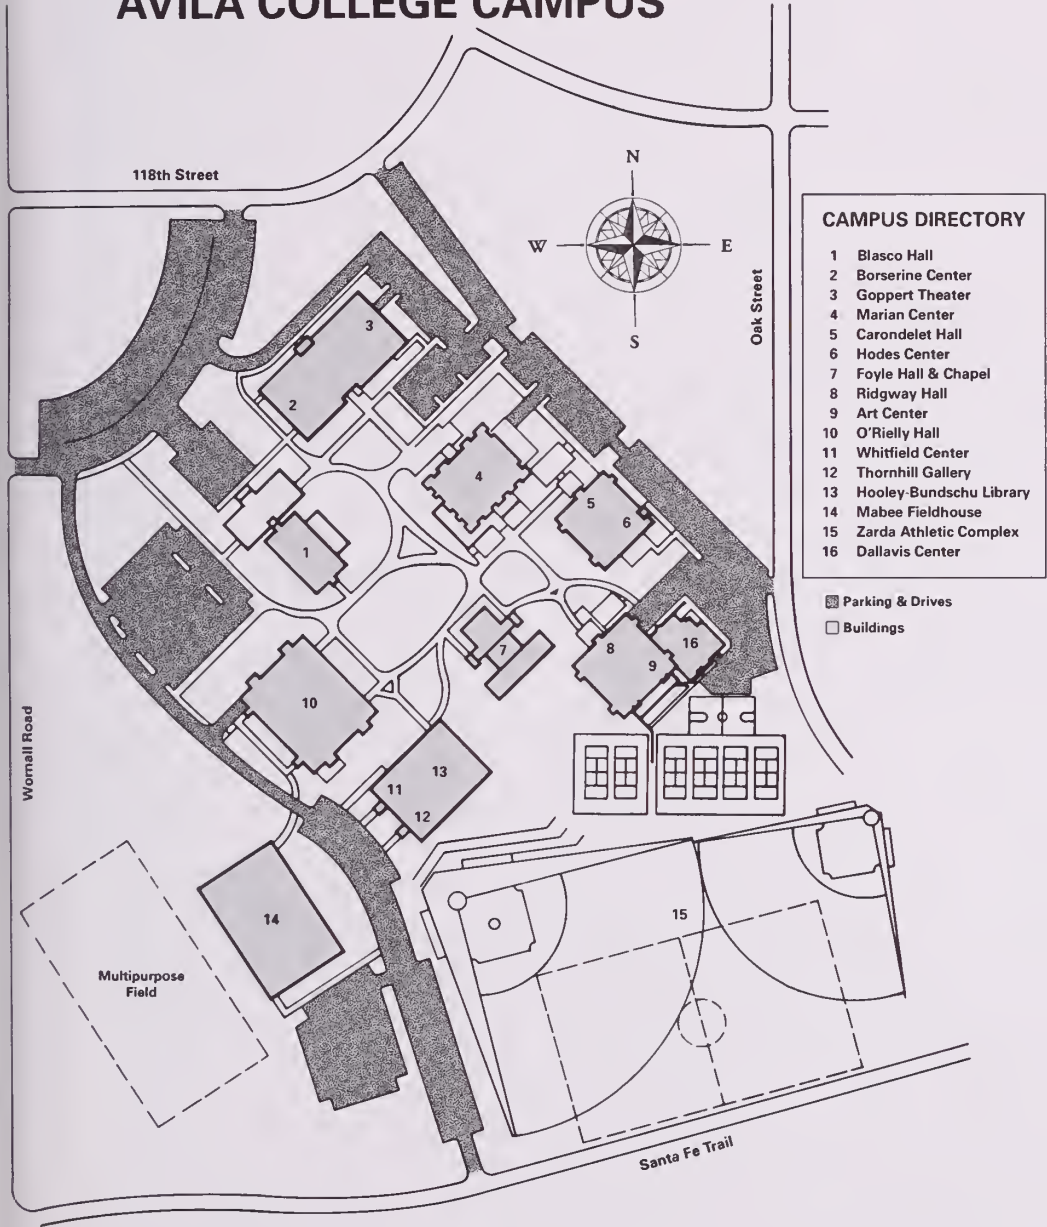 AVILA COLLEGE CAMPUS
118th Street
N
W
E
S
Oak Street
CAMPUS DIRECTORY
1 Blasco Hall
2 Borserine Center
3 Goppert Theater
4 Marian Center
5 Carondelet Hall
6 Hodes Center
7 Foyle Hall & Chapel
8 Ridgway Hall
9 Art Center
10 O'Rielly Hall
11 Whitfield Center
12 Thornhill Gallery
13 Hooley-Bundschu Library
14 Mabee Fieldhouse
15 Zarda Athletic Complex
16 Dallavis Center
Parking & Drives
Buildings
3
2
4
5
6
1
7
8
9
16
10
13
11
12
Wornall Road
14
15
Multipurpose
Field
Santa Fe Trail